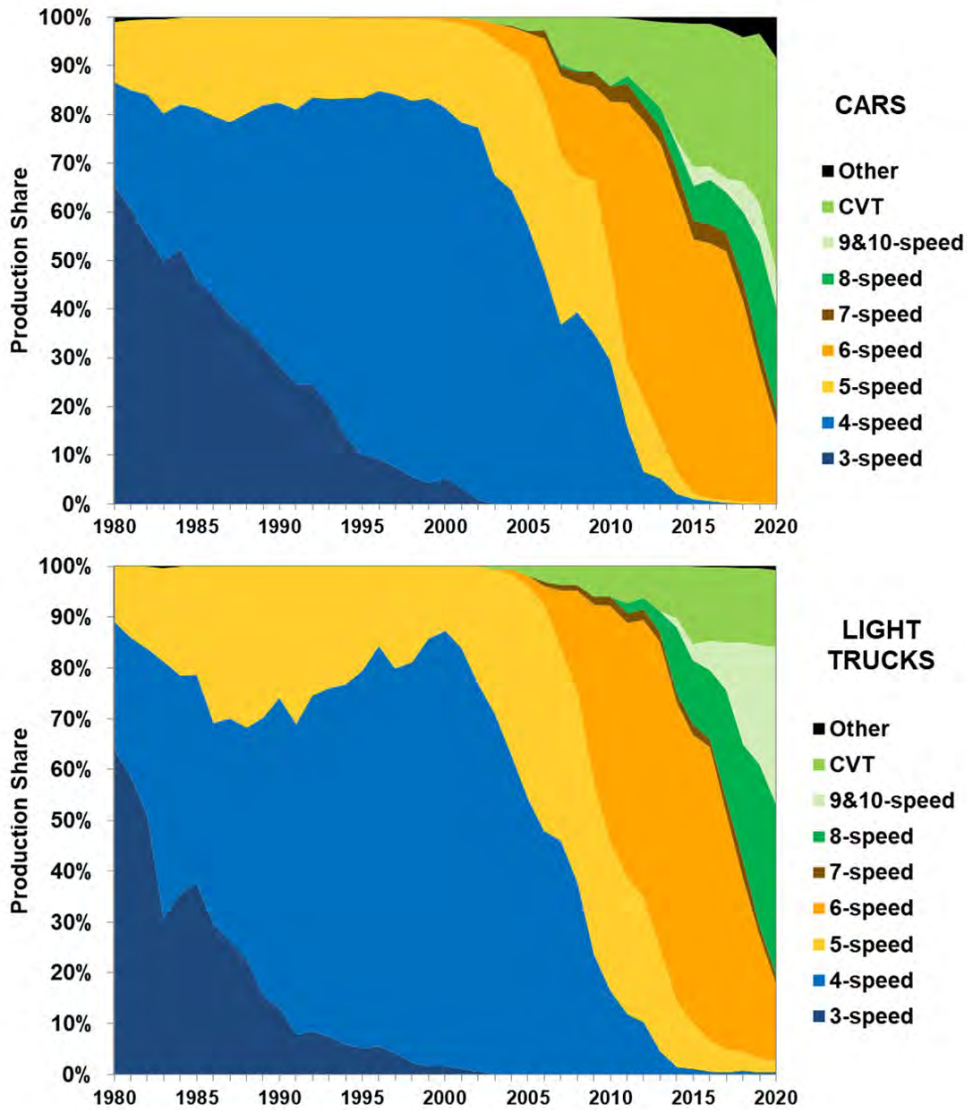 100%
90%
80%
70%
60%
50%
40%
30%
20%
10%
0%
Production Share
1980 1985 1990 1995 2000 2005 2010 2015 2020
CARS
Other
CVT
9&10-speed
8-speed
7-speed
6-speed
5-speed
4-speed
3-speed
100%
90%
80%
70%
60%
50%
40%
30%
20%
10%
0%
Production Share
1980 1985 1990 1995 2000 2005 2010 2015 2020
LIGHT
TRUCKS
Other
CVT
9&10-speed
8-speed
7-speed
6-speed
5-speed
4-speed
3-speed